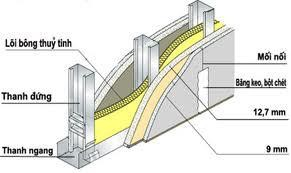 Lõi bông thuỷ tinh
Thanh đứng
Thanh ngang
Mối nối
Băng keo, bột chét
12,7 mm
9 mm